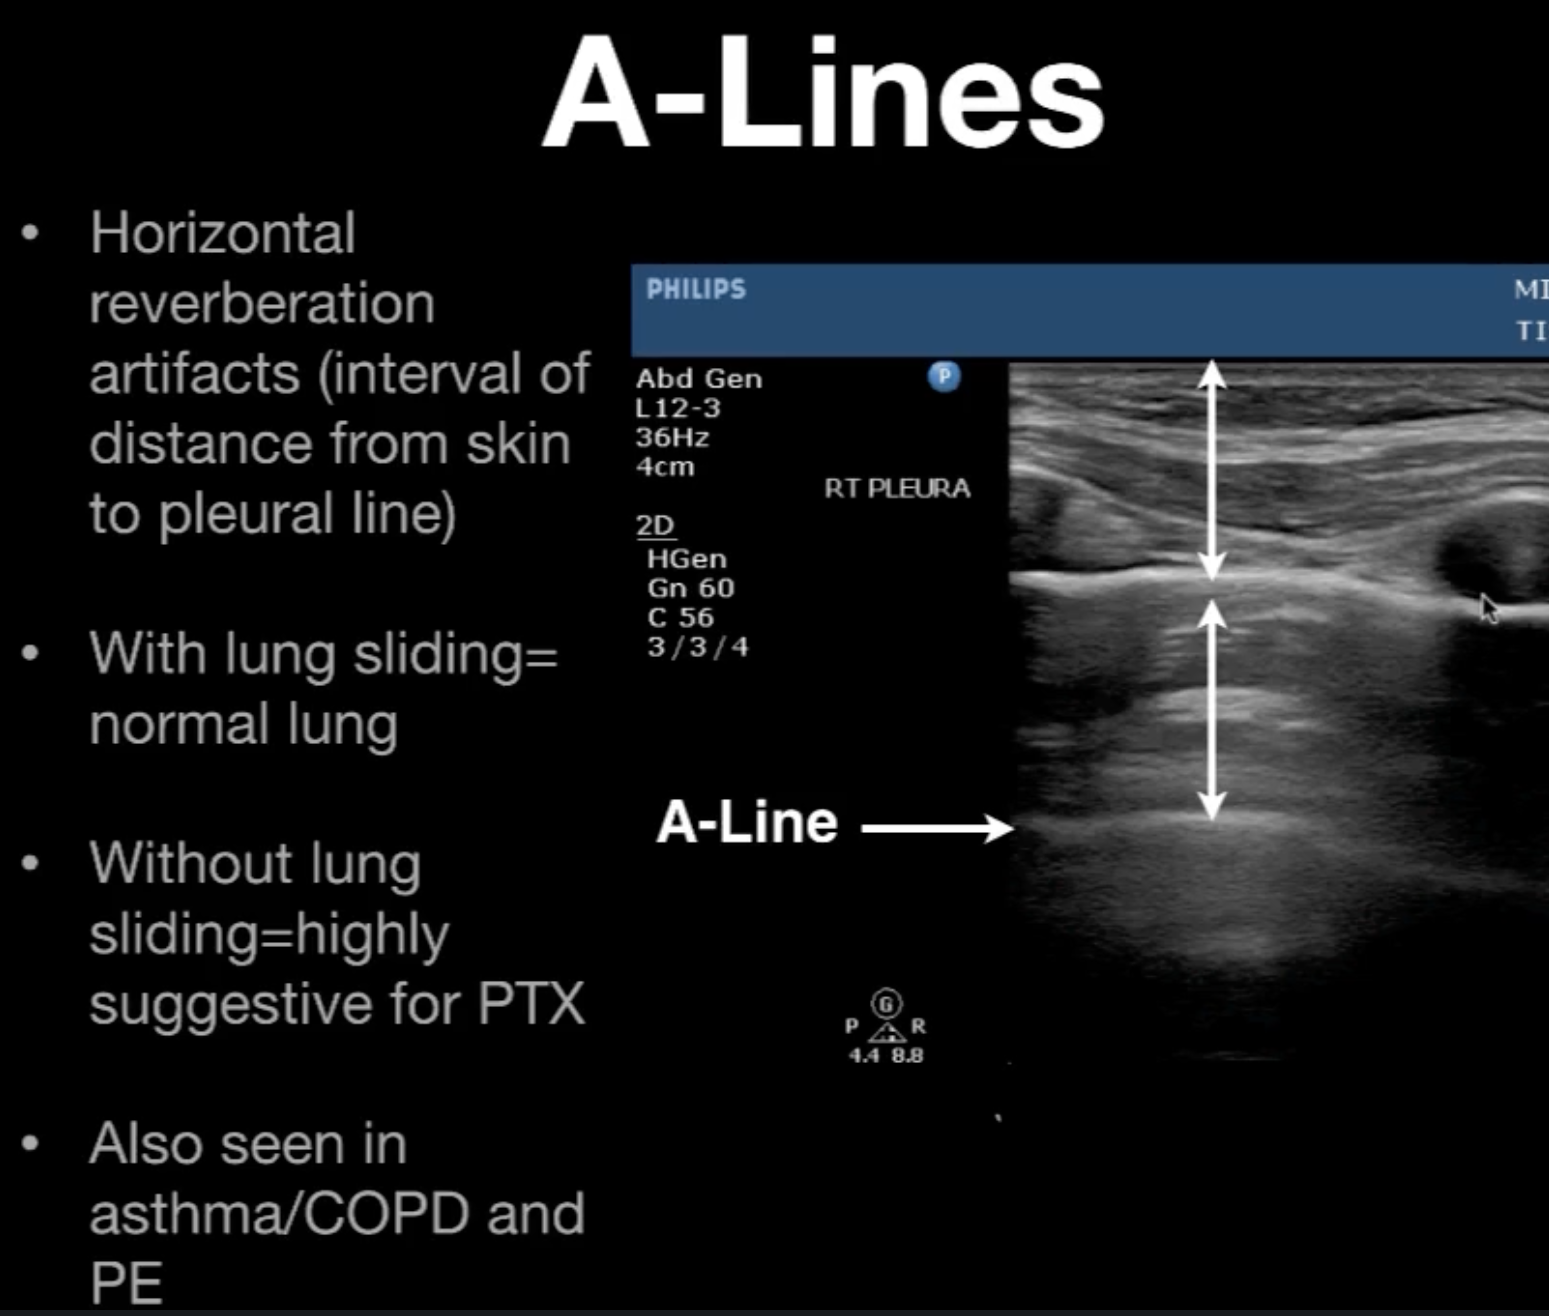 A-Lines
• Horizontal
reverberation
artifacts (interval of
distance from skin
to pleural line)
• With lung sliding=
normal lung
• Without lung
sliding=highly
suggestive for PTX
• Also seen in
asthma/COPD and
PE
PHILIPS
MI
TI
Abd Gen
L12-3
36Hz
4cm
P
RT PLEURA
2D
HGen
Gn 60
C 56
3/3/4
A-Line
G
P R
4.4 8.8